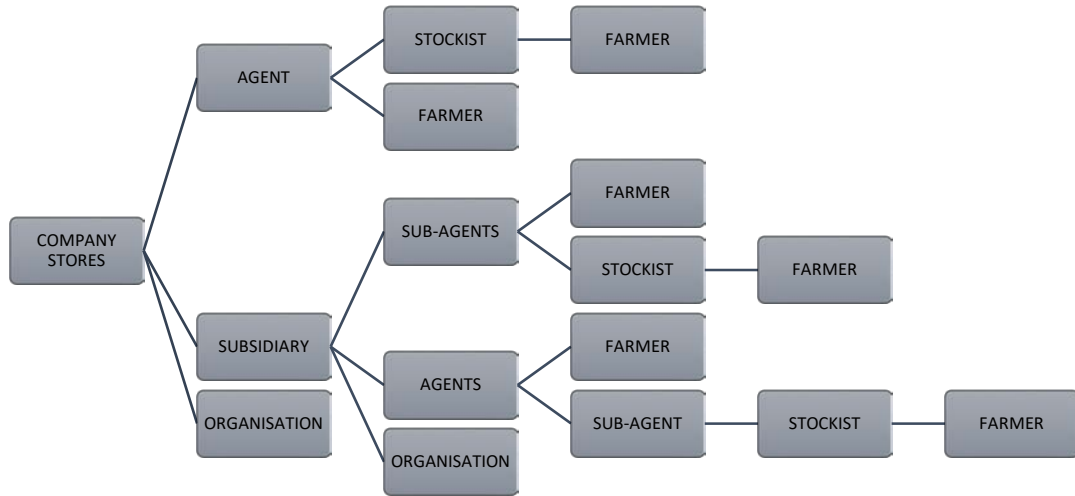 STOCKIST
FARMER
AGENT
FARMER
FARMER
SUB-AGENTS
COMPANY
STORES
STOCKIST
FARMER
SUBSIDIARY
FARMER
AGENTS
ORGANISATION
SUB-AGENT
STOCKIST
FARMER
ORGANISATION